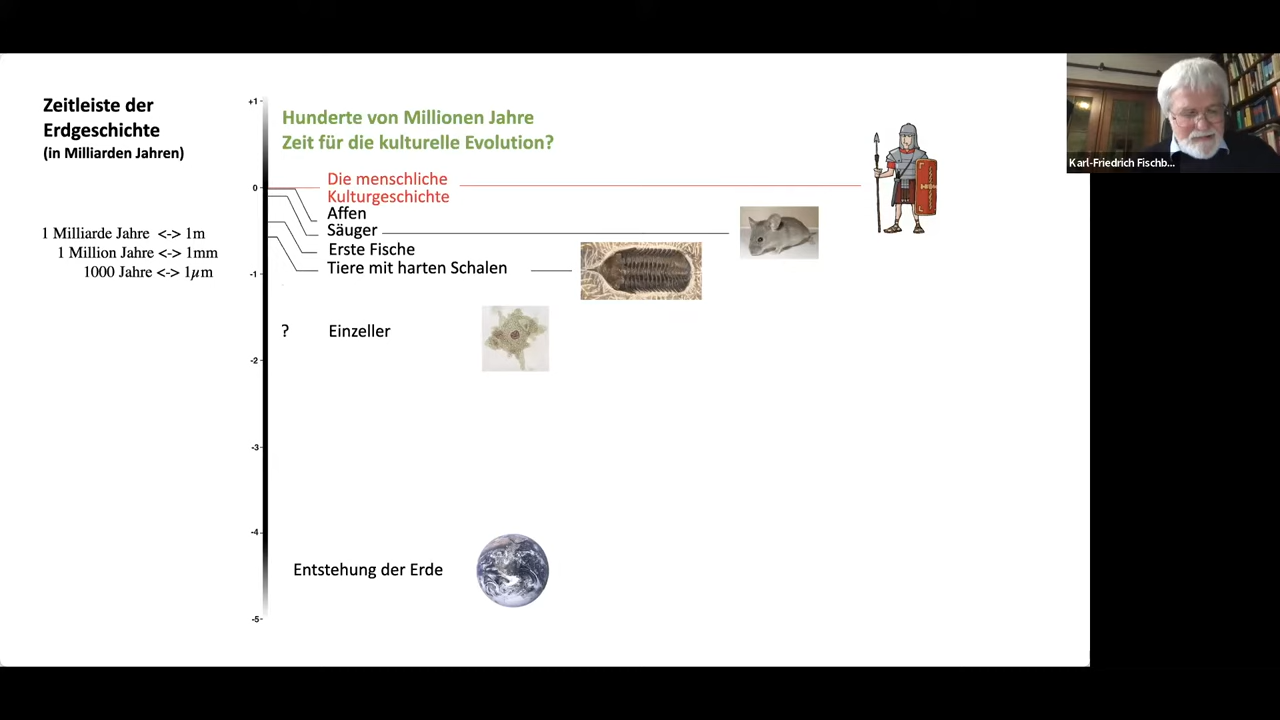 Zeitleiste der
Erdgeschichte
(in Milliarden Jahren)
1 Milliarde Jahre <-> 1m
1 Million Jahre <-> 1mm
1000 Jahre <-> 1μm
+1
0
-1
-2
-3
-4
-5
Hunderte von Millionen Jahre
Zeit für die kulturelle Evolution?
Die menschliche
Kulturgeschichte
Affen
Säuger
Erste Fische
Tiere mit harten Schalen
? Einzeller
Entstehung der Erde
Karl-Friedrich Fischb...